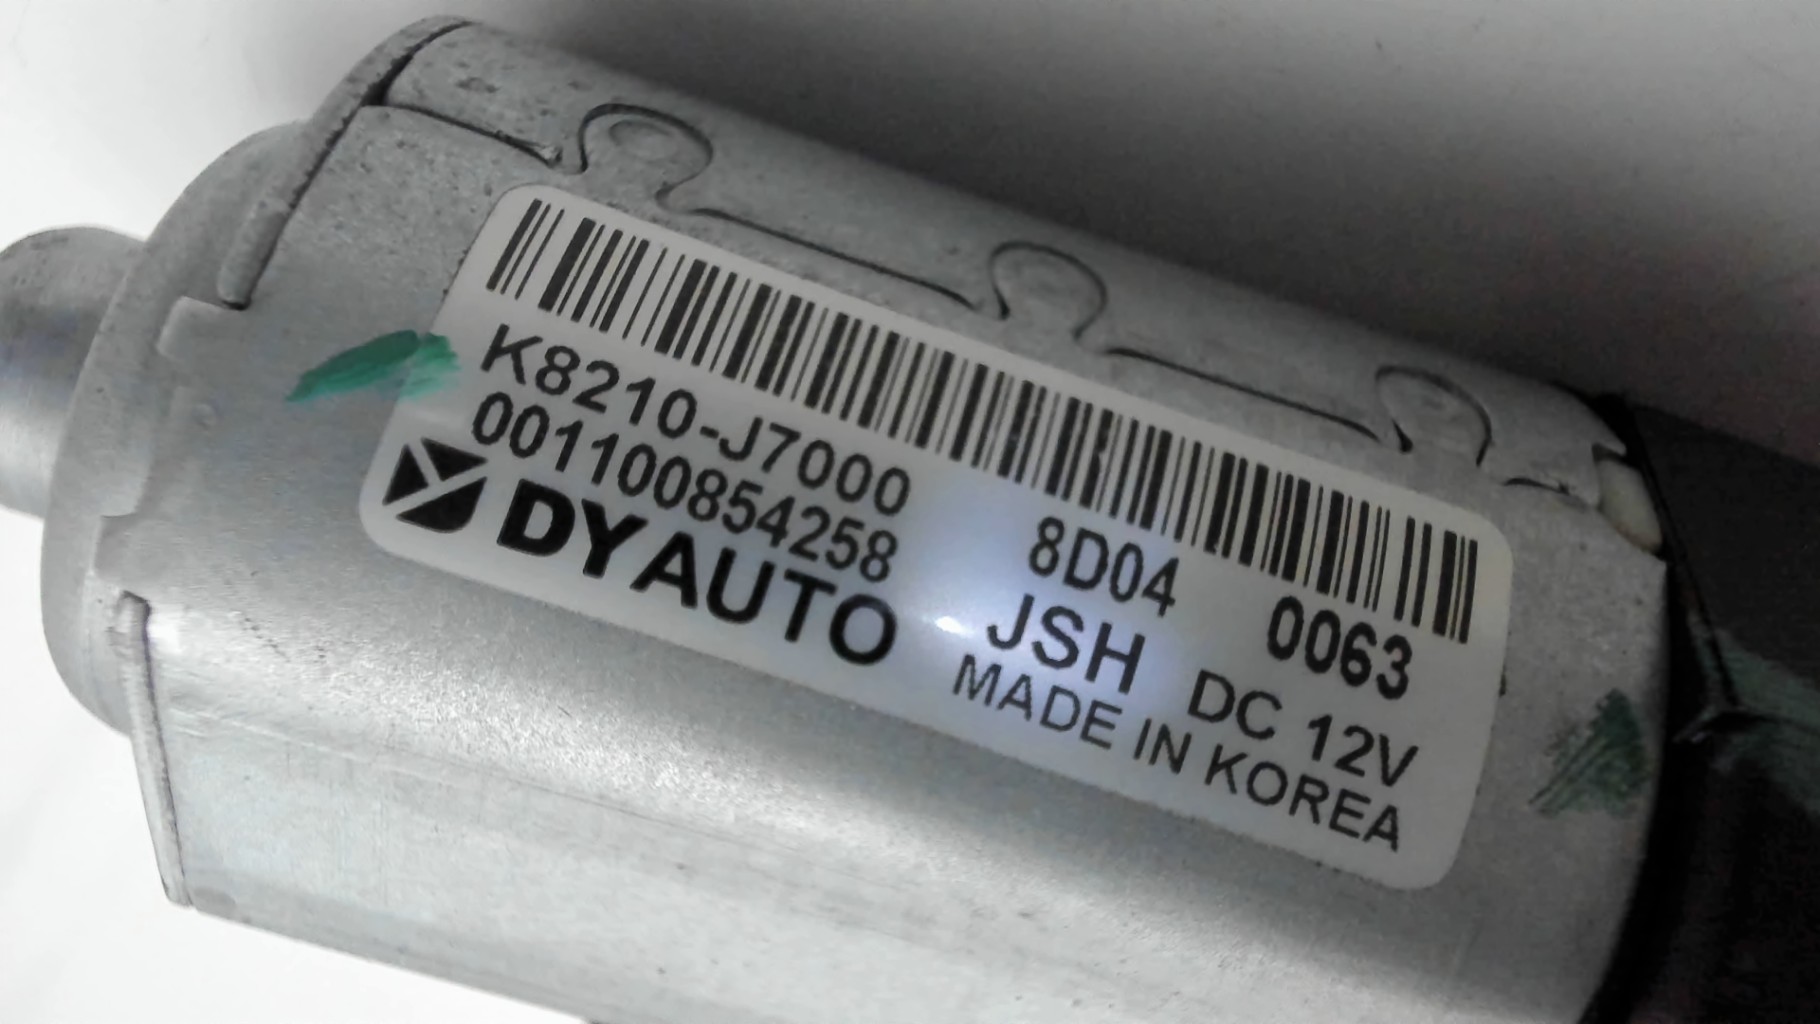 K8210-J7000 8D04 0063
001100854258 JSH DC 12V
DYAUTO MADE IN KOREA